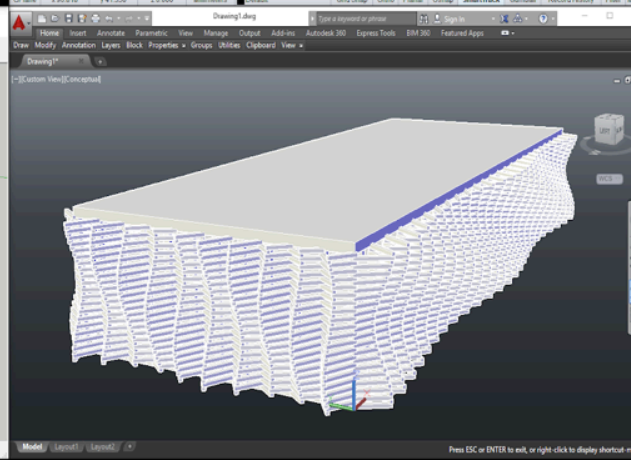 Drawing1.dwg
Type a keyword or phrase
Sign In
Home Insert Annotate Parametric View Manage Output Add-ins Autodesk 360 Express Tools BIM 360 Featured Apps
Draw Modify Annotation Layers Block Properties Groups Utilities Clipboard View
Drawing1*
[-][Custom View][Conceptual]
WCS
Model Layout1 Layout2
Press ESC or ENTER to exit, or right-click to display shortcut-m